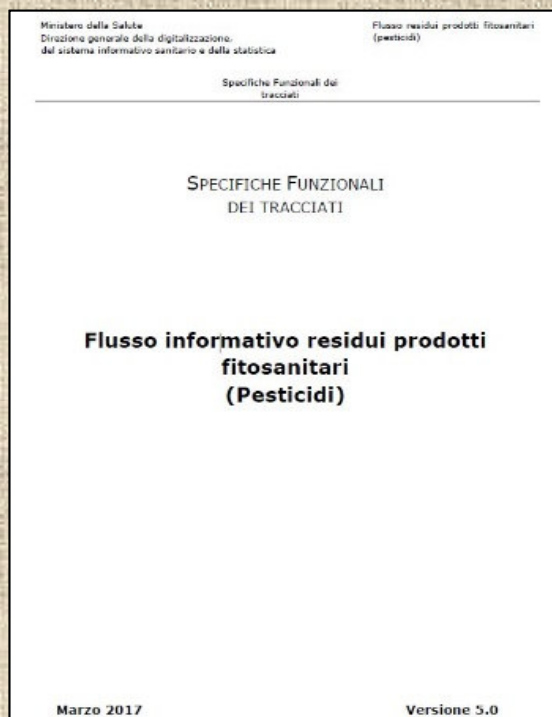 Ministero della Salute
Direzione generale della digitalizzazione,
del sistema informativo sanitario e della statistica
Flusso residui prodotti fitosanitari
(pesticidi)
Specifiche Funzionali dei
tracciati
SPECIFICHE FUNZIONALI
DEI TRACCIATI
Flusso informativo residui prodotti
fitosanitari
(Pesticidi)
Marzo 2017
Versione 5.0